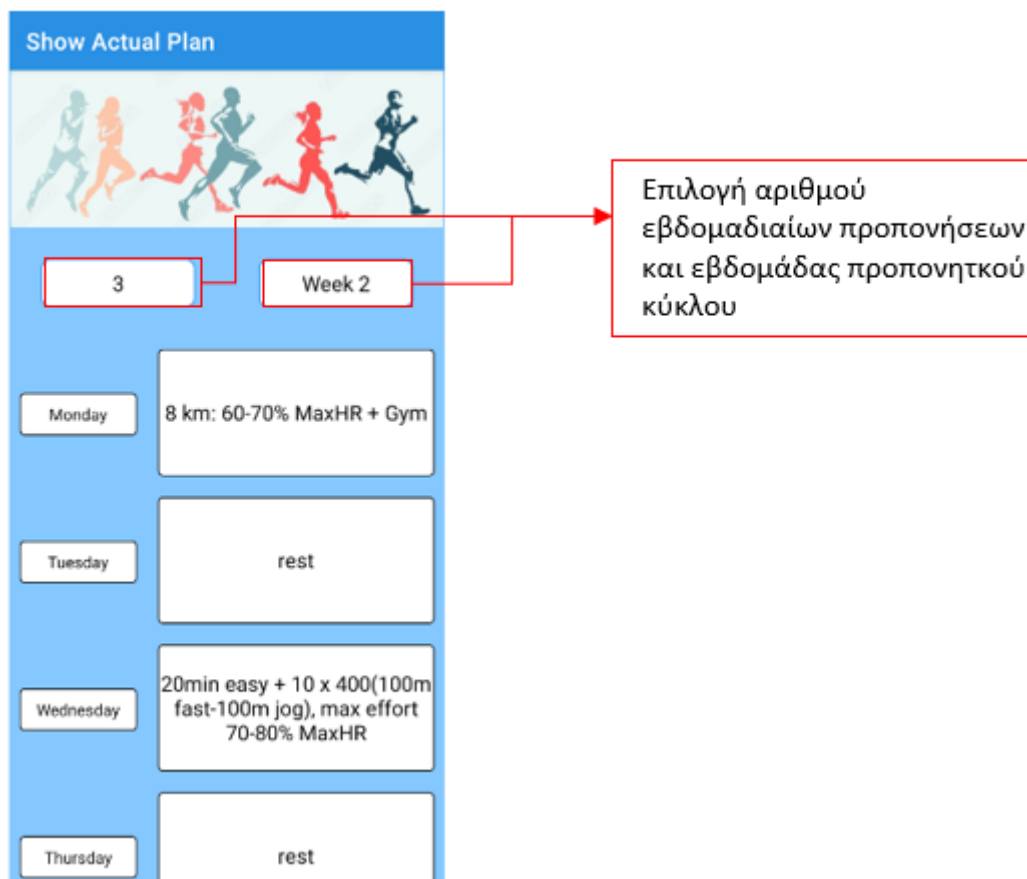 Show Actual Plan
Επιλογή αριθμού
εβδομαδιαίων προπονήσεων
και εβδομάδας προπονητκού
κύκλου
3
Week 2
Monday
8 km: 60-70% MaxHR + Gym
Tuesday
rest
Wednesday
20min easy + 10 x 400(100m
fast-100m jog), max effort
70-80% MaxHR
Thursday
rest